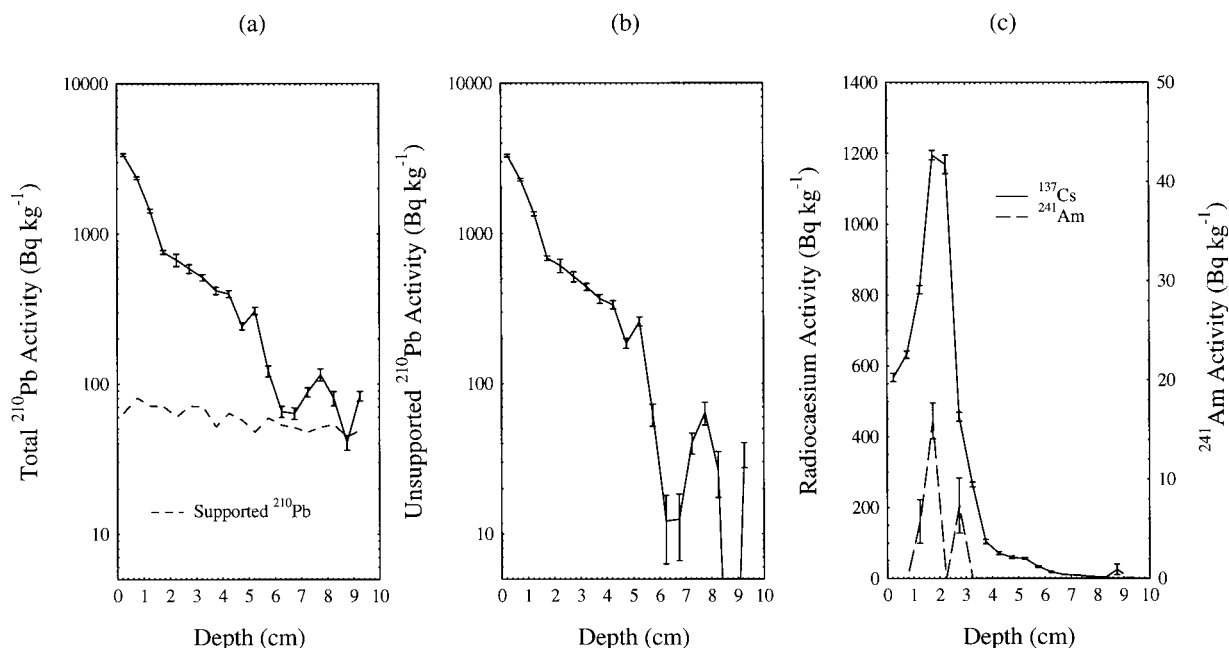 (a)
(b)
(c)
Total ²¹⁰Pb Activity (Bq kg⁻¹)
10000
1000
100
10
Supported ²¹⁰Pb
0 1 2 3 4 5 6 7 8 9 10
Depth (cm)
Unsupported ²¹⁰Pb Activity (Bq kg⁻¹)
10000
1000
100
10
0 1 2 3 4 5 6 7 8 9 10
Depth (cm)
Radiocaesium Activity (Bq kg⁻¹)
1400
1200
1000
800
600
400
200
0
¹³⁷Cs
²⁴¹Am
50
40
30
20
10
0
²⁴¹Am Activity (Bq kg⁻¹)
0 1 2 3 4 5 6 7 8 9 10
Depth (cm)